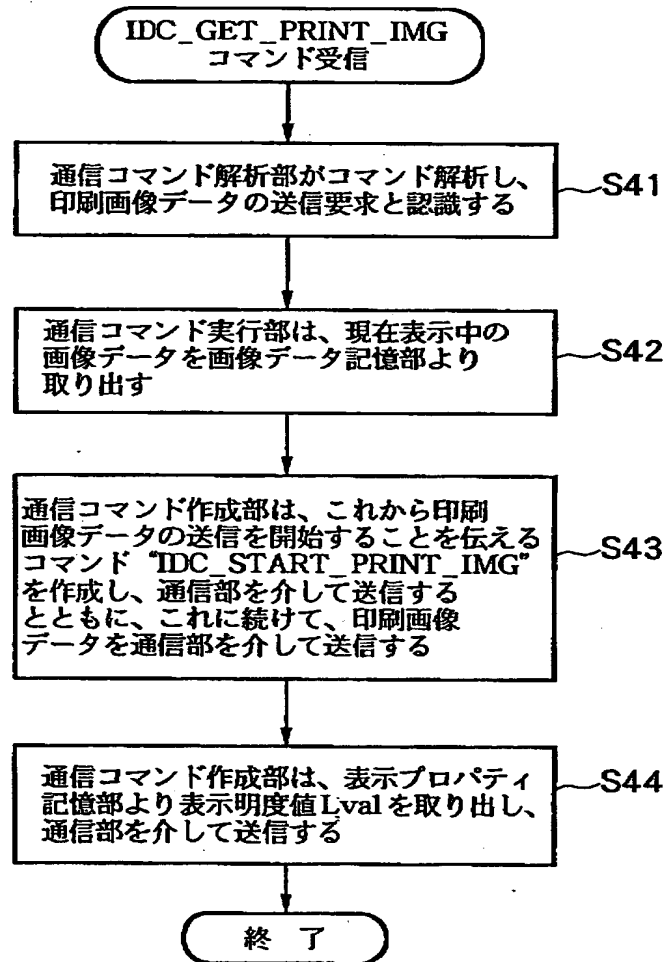 IDC_GET_PRINT_IMG
コマンド受信
通信コマンド解析部がコマンド解析し、
印刷画像データの送信要求と認識する
S41
通信コマンド実行部は、現在表示中の
画像データを画像データ記憶部より
取り出す
S42
通信コマンド作成部は、これから印刷
画像データの送信を開始することを伝える
コマンド“IDC_START_PRINT_IMG”
を作成し、通信部を介して送信する
とともに、これに続けて、印刷画像
データを通信部を介して送信する
S43
通信コマンド作成部は、表示プロパティ
記憶部より表示明度値Lvalを取り出し、
通信部を介して送信する
S44
終 了